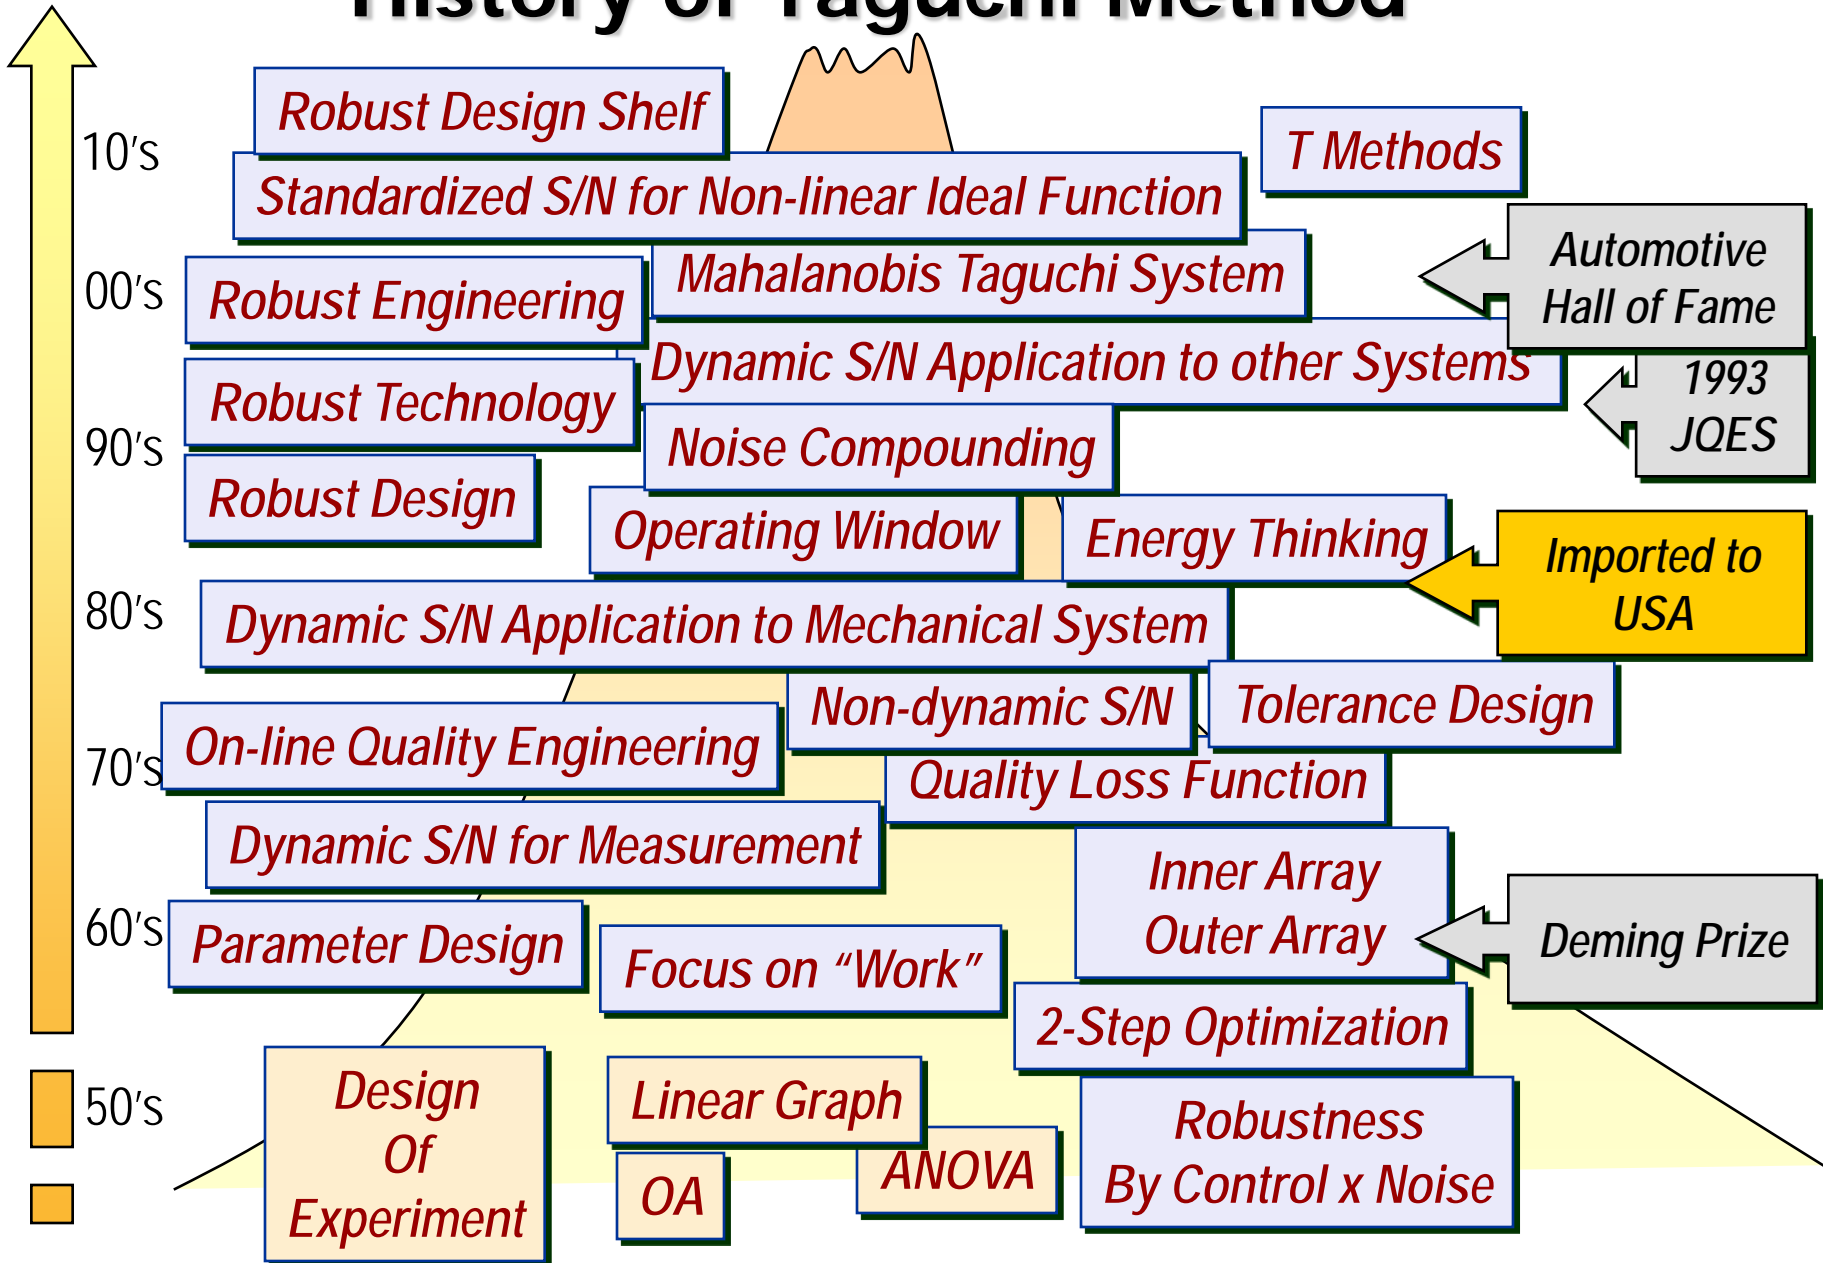 History of Taguchi Method
Robust Design Shelf
10's
T Methods
Standardized S/N for Non-linear Ideal Function
Automotive
Hall of Fame
Mahalanobis Taguchi System
00's
Robust Engineering
Dynamic S/N Application to other Systems
1993
JQES
Robust Technology
90's
Noise Compounding
Robust Design
Operating Window
Energy Thinking
Imported to
USA
80's
Dynamic S/N Application to Mechanical System
Non-dynamic S/N
Tolerance Design
On-line Quality Engineering
70's
Quality Loss Function
Dynamic S/N for Measurement
Inner Array
Outer Array
60's
Parameter Design
Focus on “Work”
Deming Prize
2-Step Optimization
Design
Of
Experiment
50's
Linear Graph
Robustness
By Control x Noise
OA
ANOVA